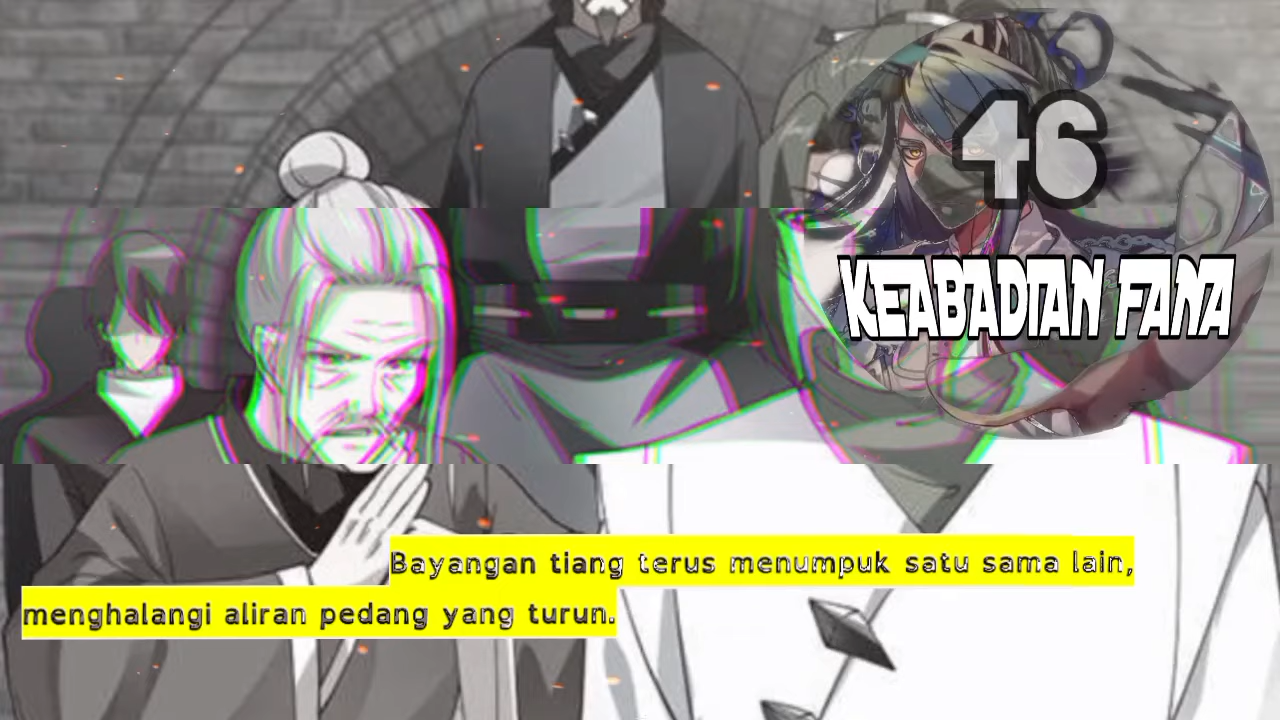 46
KEABADIAN FANA
Bayangan tiang terus menumpuk satu sama lain,
menghalangi aliran pedang yang turun.